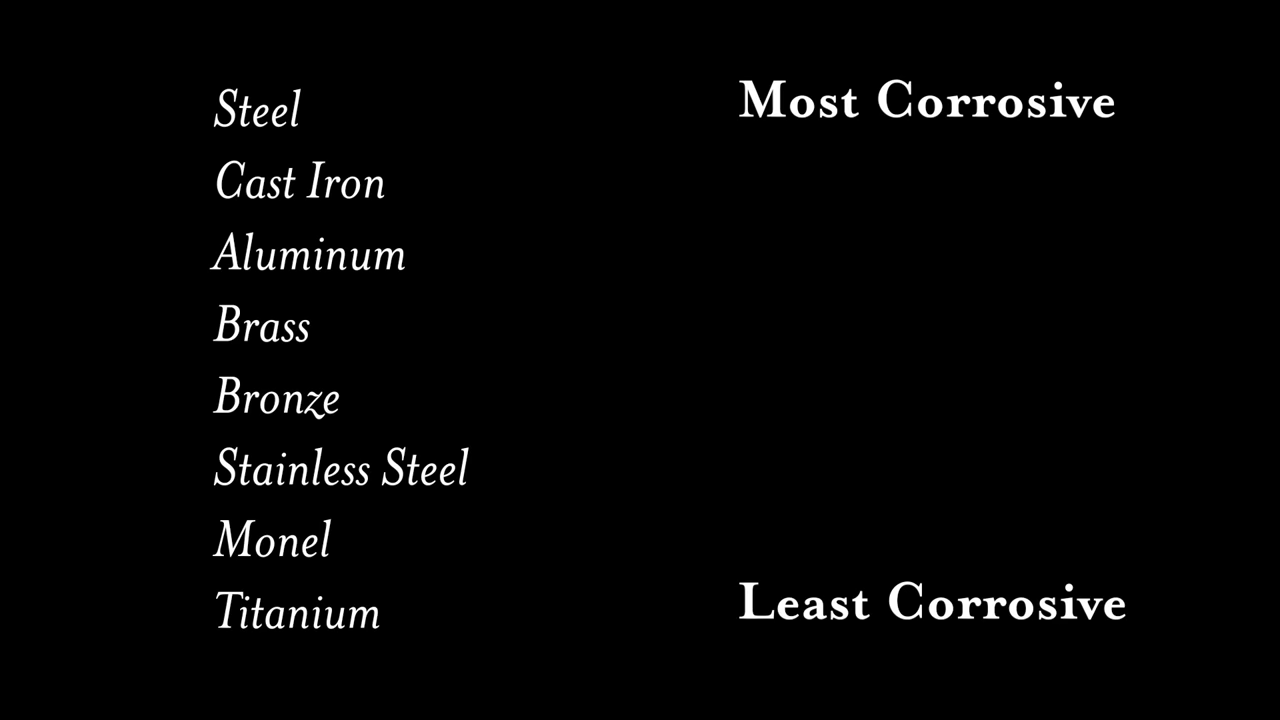 Steel
Most Corrosive
Cast Iron
Aluminum
Brass
Bronze
Stainless Steel
Monel
Titanium
Least Corrosive